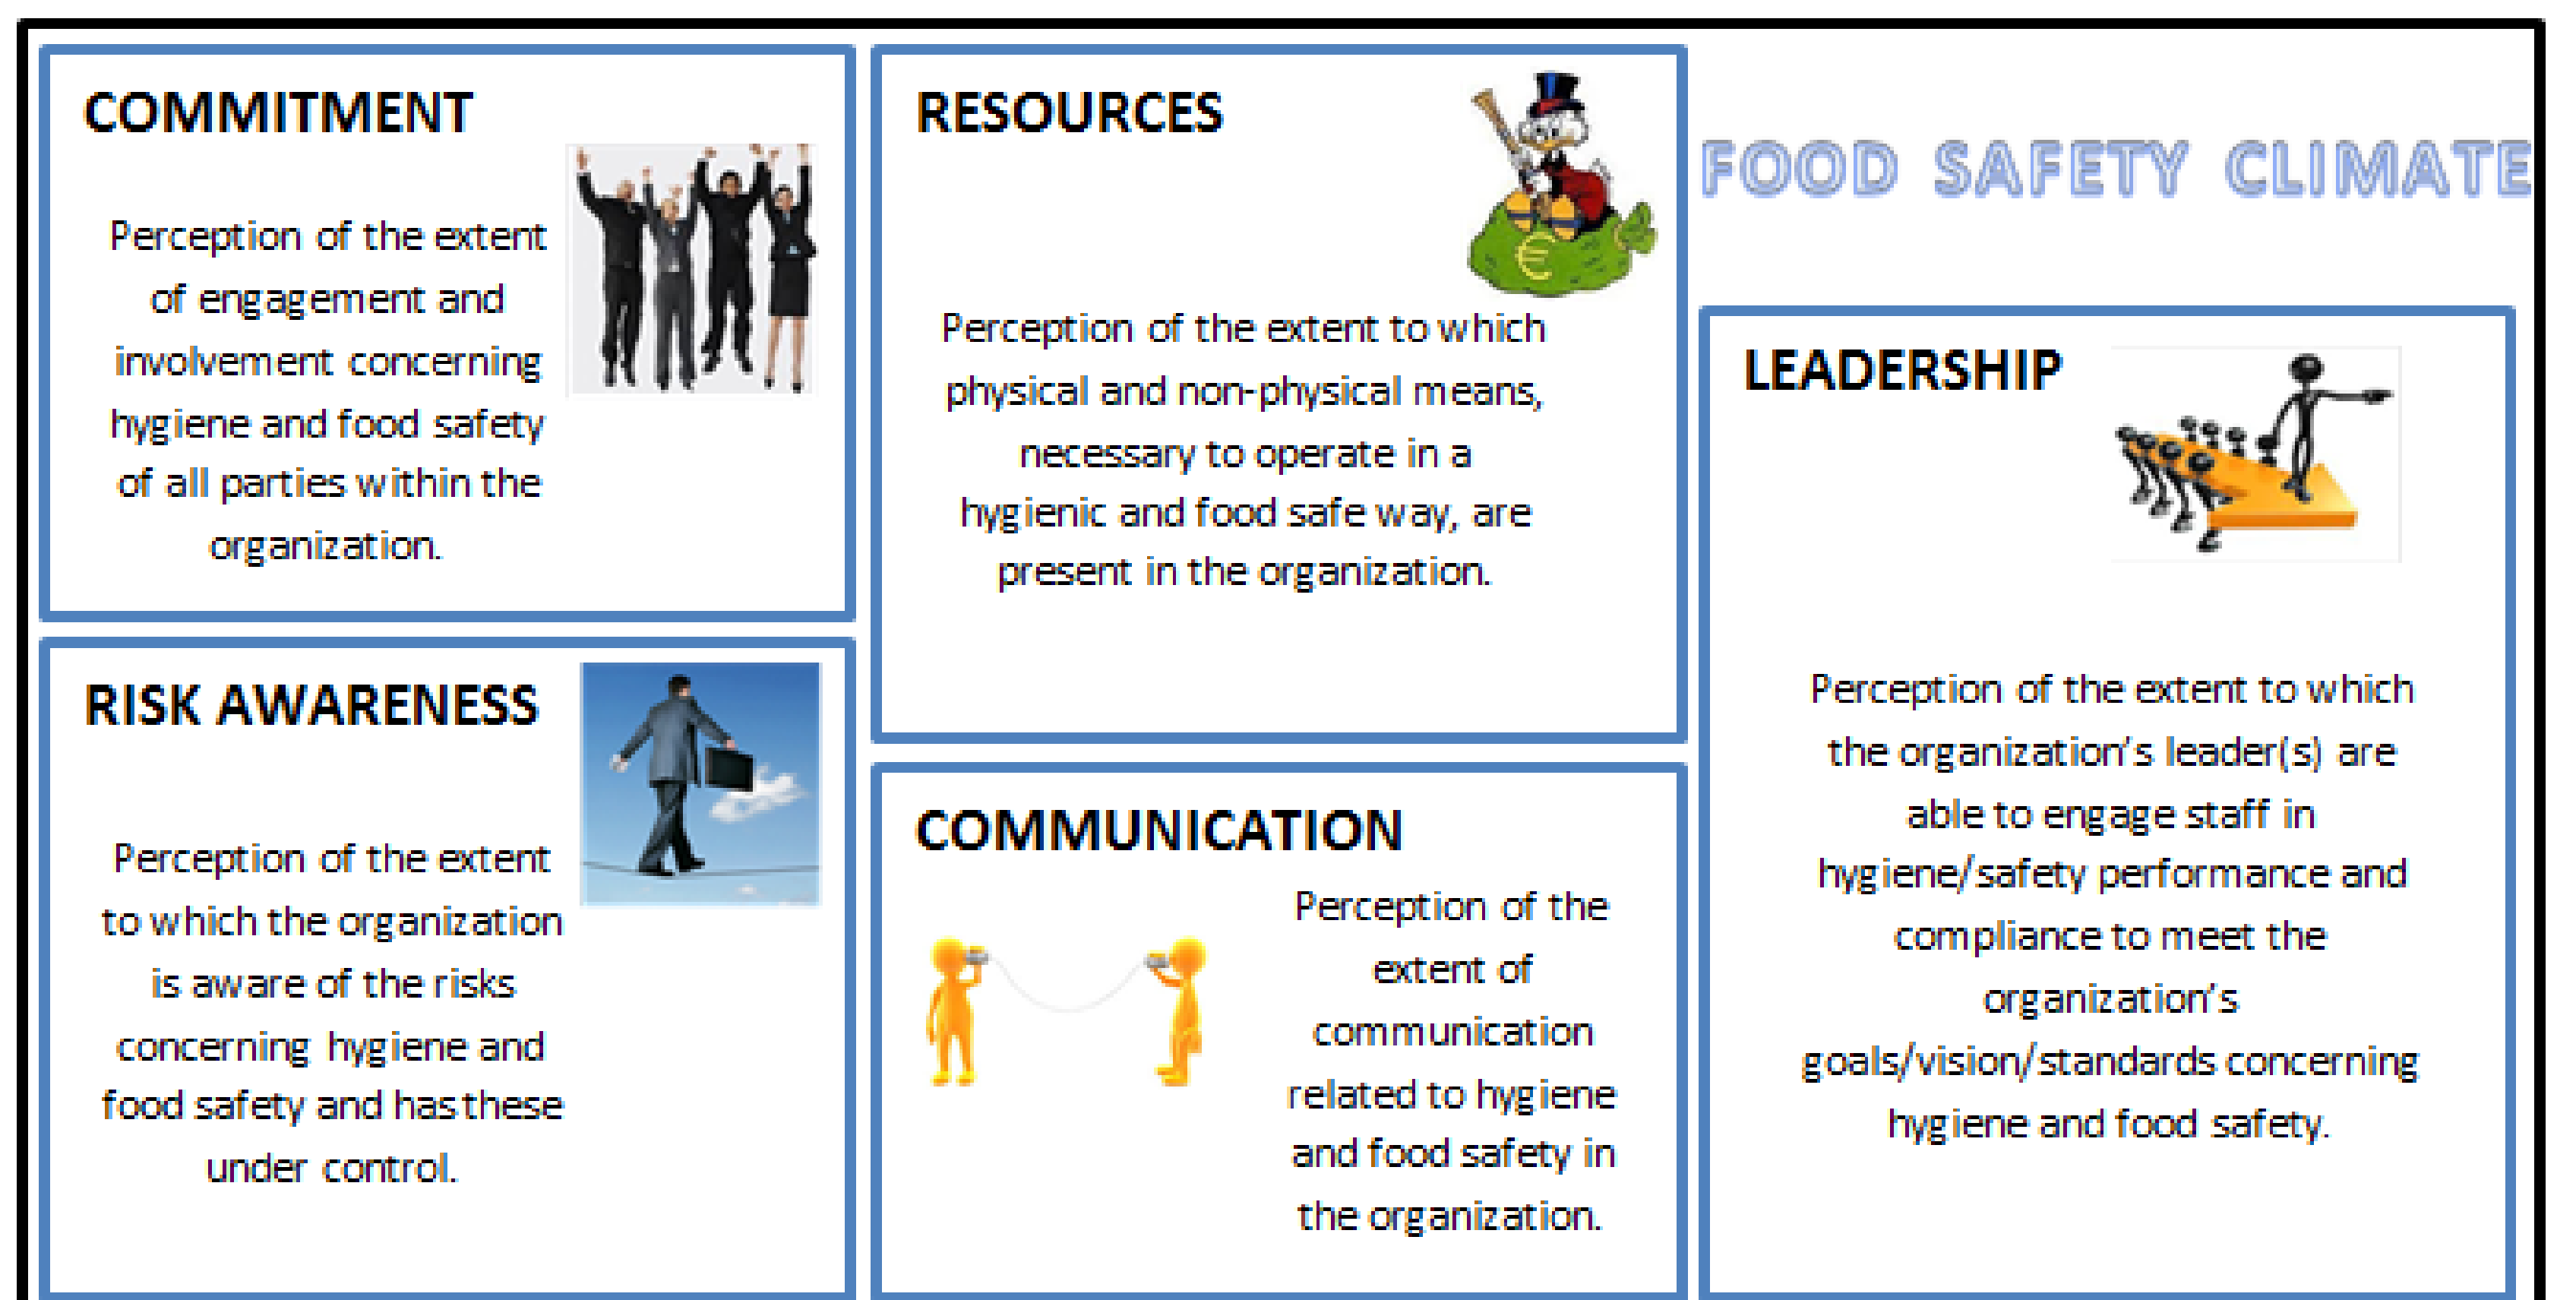 COMMITMENT
Perception of the extent
of engagement and
involvement concerning
hygiene and food safety
of all parties within the
organization.
RISK AWARENESS
Perception of the extent
to which the organization
is aware of the risks
concerning hygiene and
food safety and has these
under control.
RESOURCES
€
Perception of the extent to which
physical and non-physical means,
necessary to operate in a
hygienic and food safe way, are
present in the organization.
COMMUNICATION
Perception of the
extent of
communication
related to hygiene
and food safety in
the organization.
FOOD SAFETY CLIMATE
LEADERSHIP
Perception of the extent to which
the organization’s leader(s) are
able to engage staff in
hygiene/safety performance and
compliance to meet the
organization’s
goals/vision/standards concerning
hygiene and food safety.